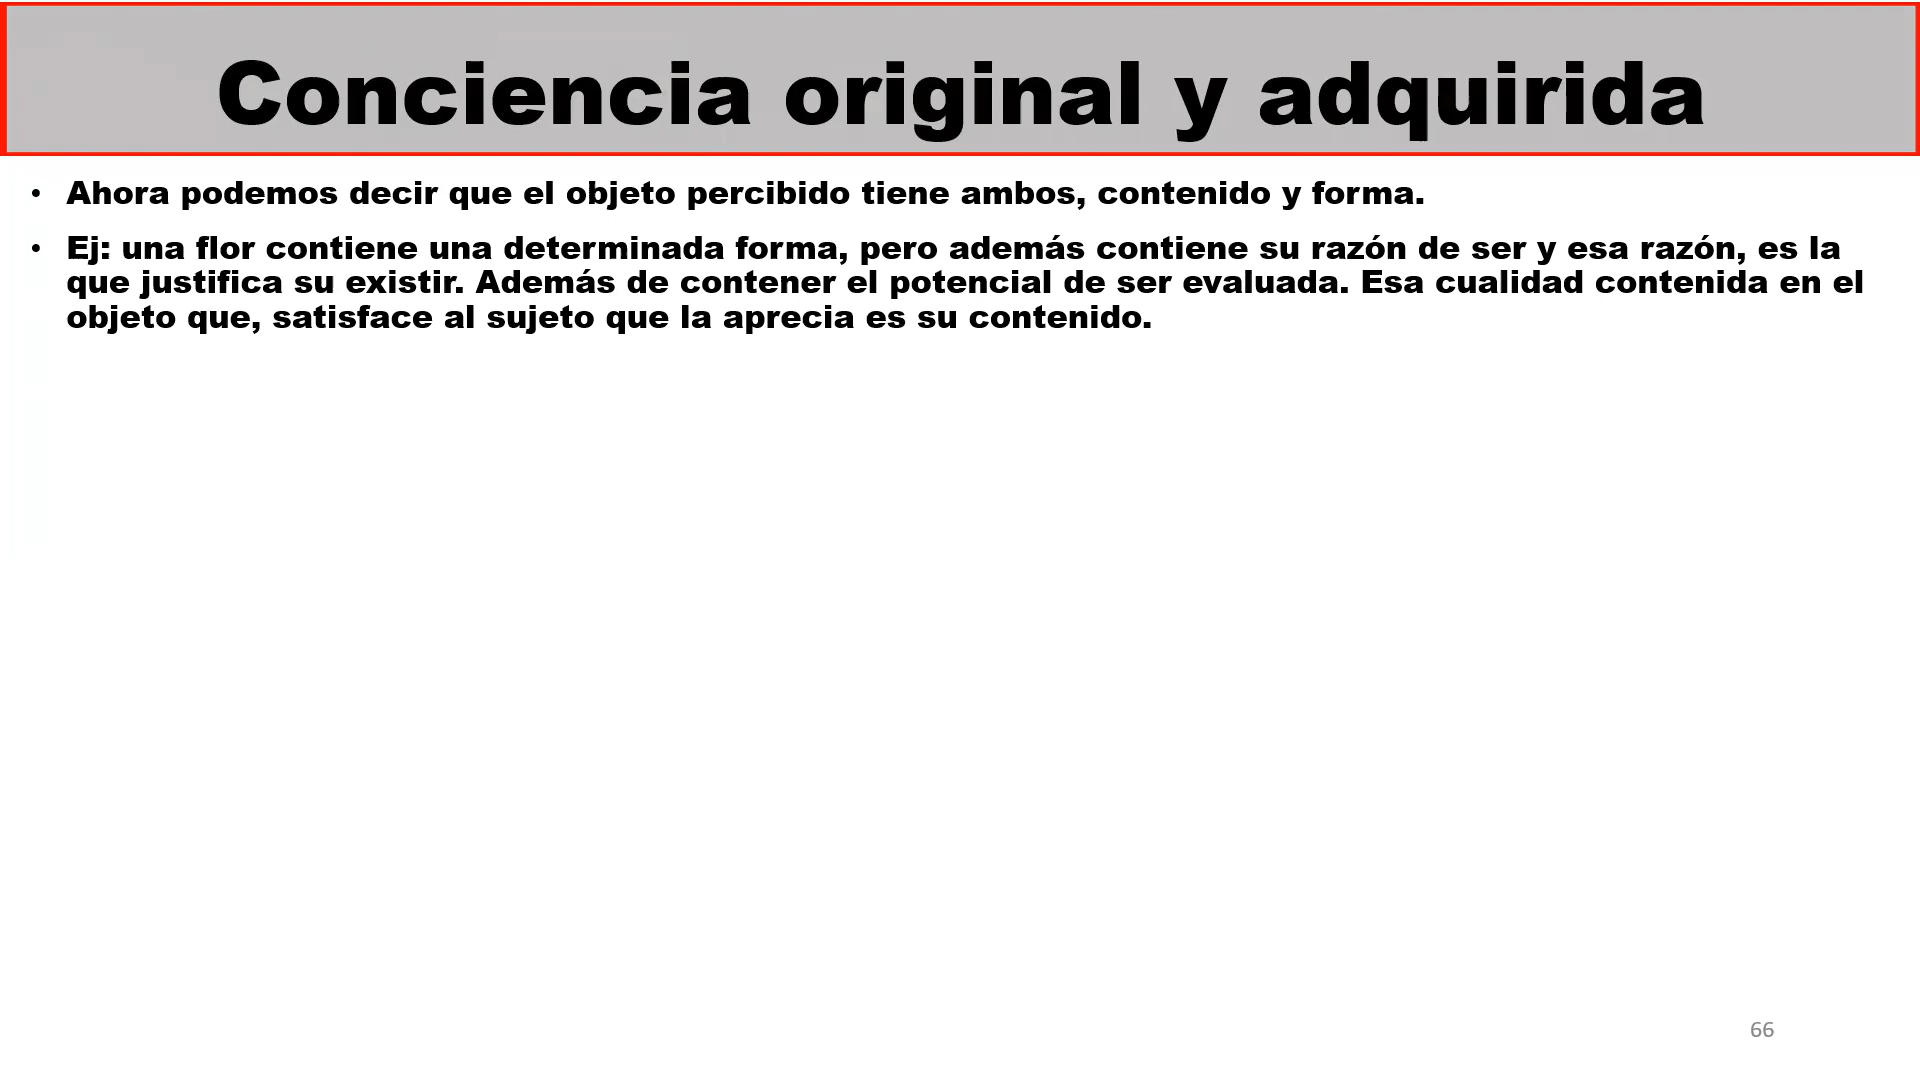 Conciencia original y adquirida
• Ahora podemos decir que el objeto percibido tiene ambos, contenido y forma.
• Ej: una flor contiene una determinada forma, pero además contiene su razón de ser y esa razón, es la
que justifica su existir. Además de contener el potencial de ser evaluada. Esa cualidad contenida en el
objeto que, satisface al sujeto que la aprecia es su contenido.
66